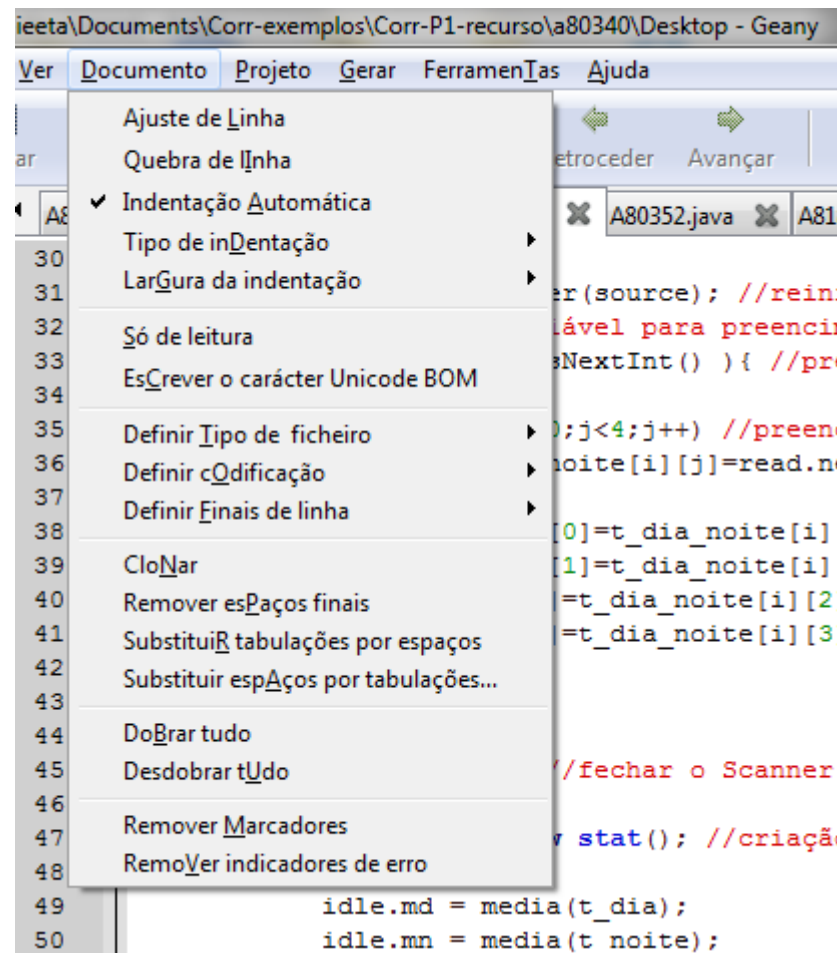 ieeta\Documents\Corr-exemplos\Corr-P1-recurso\a80340\Desktop - Geany
Ver Documento Projeto Gerar FerramenTas Ajuda
Ajuste de Linha
Quebra de lInha
Indentação Automática
Tipo de inDentação
LarGura da indentação
Só de leitura
EsCrever o carácter Unicode BOM
Definir Tipo de ficheiro
Definir cOdificação
Definir Finais de linha
CloNar
Remover esPaços finais
SubstituiR tabulações por espaços
Substituir espAços por tabulações...
DoBrar tudo
Desdobrar tUdo
Remover Marcadores
RemoVer indicadores de erro
ar etroceder Avançar
A8 A80352.java A81
30
31 er(source); //rein
32 iável para preencin
33 sNextInt() ){ //pre
34
35 ;j<4;j++) //preen
36 noite[i][j]=read.n
37
38 [0]=t_dia_noite[i]
39 [1]=t_dia_noite[i]
40 ]=t_dia_noite[i][2
41 ]=t_dia_noite[i][3
42
43
44
45 //fechar o Scanner
46
47 stat(); //criaçã
48
49 idle.md = media(t_dia);
50 idle.mn = media(t_noite);